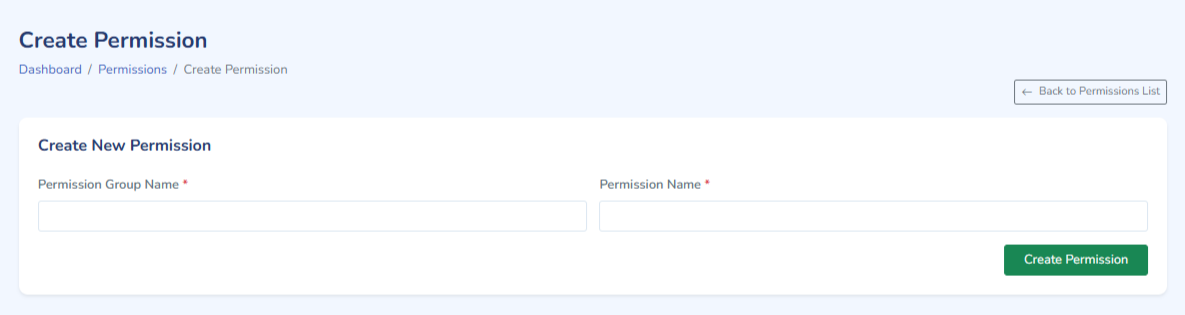 Create Permission
Dashboard / Permissions / Create Permission
← Back to Permissions List
Create New Permission
Permission Group Name *
Permission Name *
Create Permission